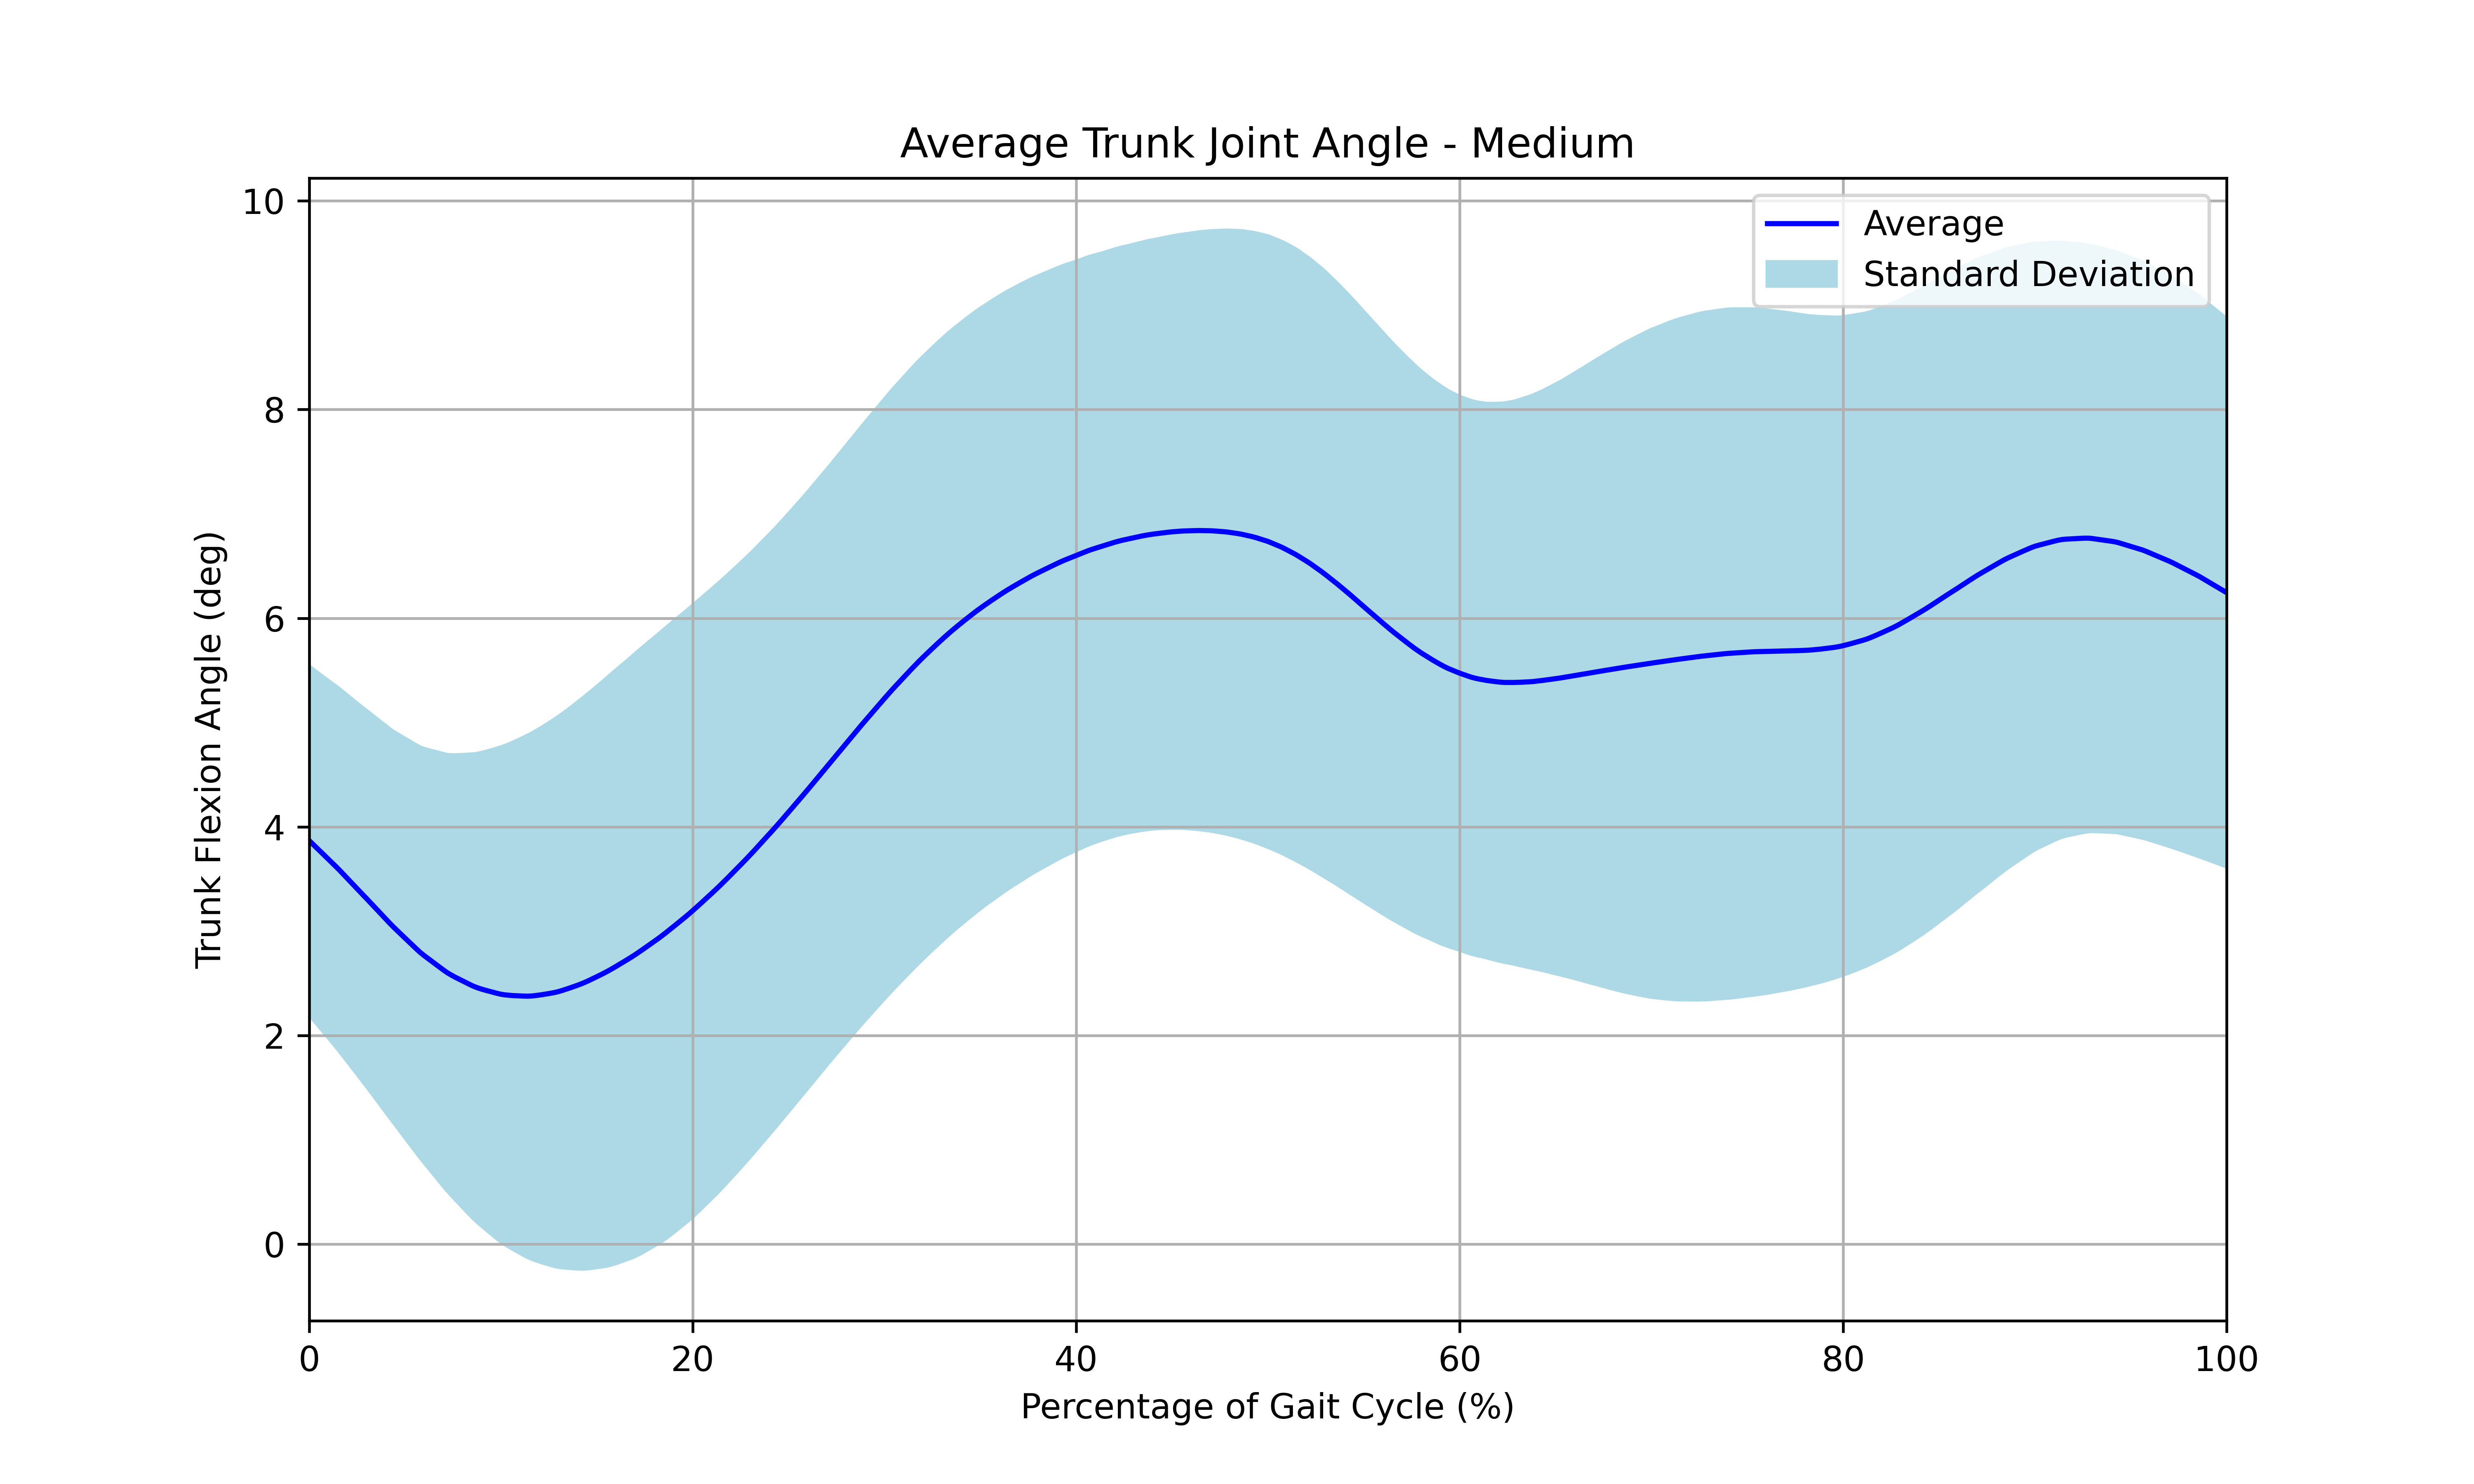 Average Trunk Joint Angle - Medium
Average
Standard Deviation
Trunk Flexion Angle (deg)
10
8
6
4
2
0
0 20 40 60 80 100
Percentage of Gait Cycle (%)